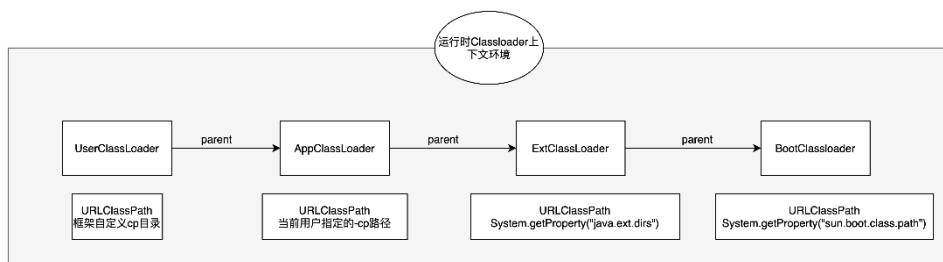 运行时Classloader上
下文环境
UserClassLoader
parent
AppClassLoader
parent
ExtClassLoader
parent
BootClassloader
URLClassPath
框架自定义cp目录
URLClassPath
当前用户指定的-cp路径
URLClassPath
System.getProperty("java.ext.dirs")
URLClassPath
System.getProperty("sun.boot.class.path")